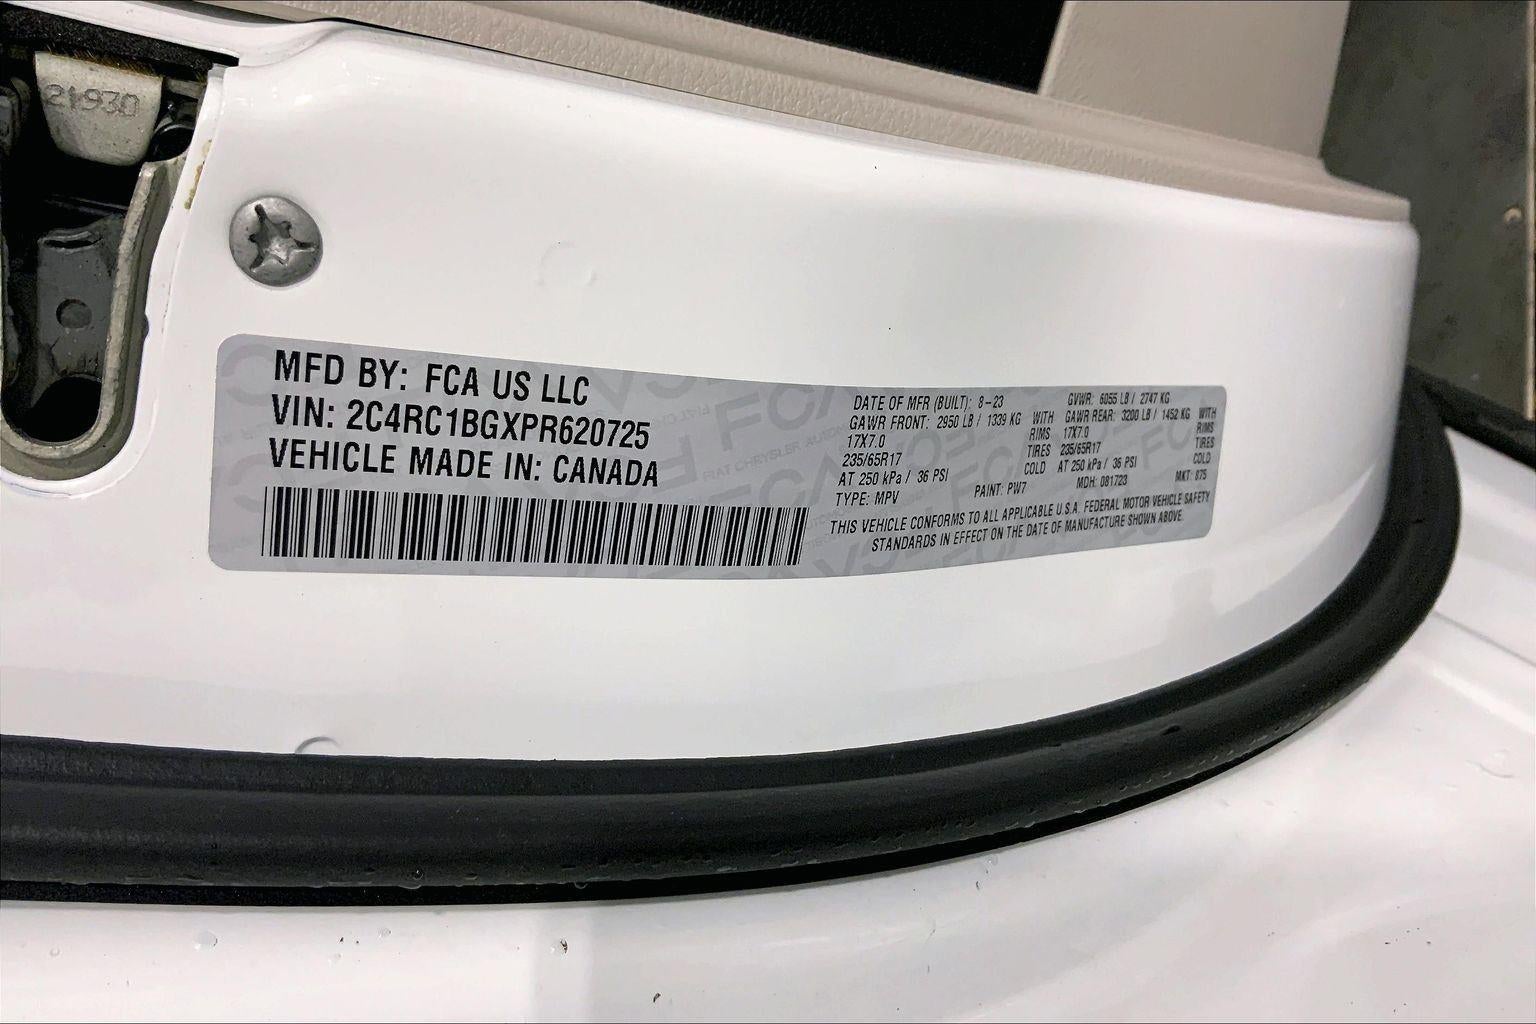 21930
MFD BY: FCA US LLC
VIN: 2C4RC1BGXPR620725
VEHICLE MADE IN: CANADA
DATE OF MFR (BUILT): 8-23 GVWR: 6055 LB / 2747 KG
GAWR FRONT: 2950 LB / 1339 KG WITH GAWR REAR: 3200 LB / 1452 KG WITH
17X7.0 RIMS 17X7.0 RIMS
235/65R17 TIRES 235/65R17 TIRES
AT 250 kPa / 36 PSI COLD AT 250 kPa / 36 PSI COLD
TYPE: MPV PAINT: PW7 MDH: 081723 MKT: 875
THIS VEHICLE CONFORMS TO ALL APPLICABLE U.S.A. FEDERAL MOTOR VEHICLE SAFETY
STANDARDS IN EFFECT ON THE DATE OF MANUFACTURE SHOWN ABOVE.